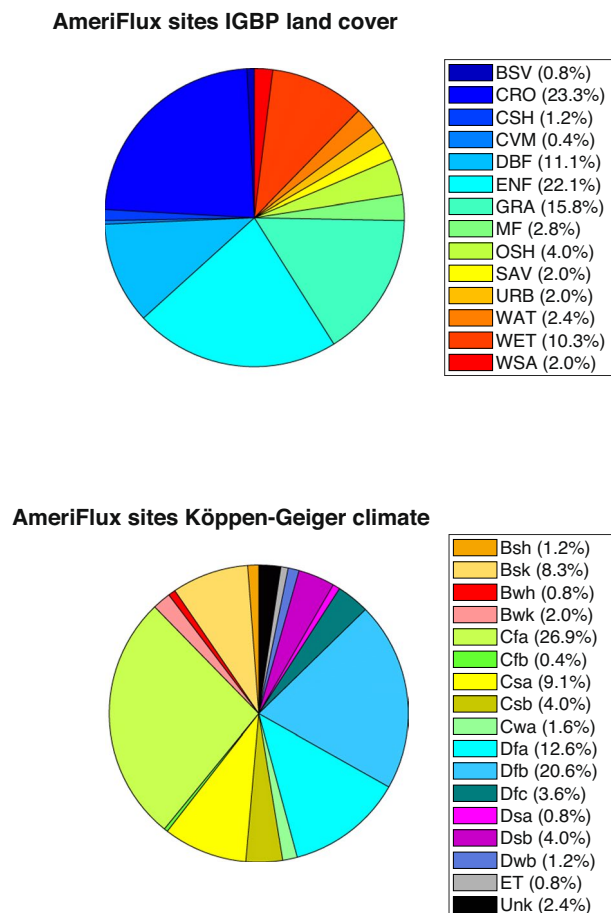 AmeriFlux sites IGBP land cover
BSV (0.8%)
CRO (23.3%)
CSH (1.2%)
CVM (0.4%)
DBF (11.1%)
ENF (22.1%)
GRA (15.8%)
MF (2.8%)
OSH (4.0%)
SAV (2.0%)
URB (2.0%)
WAT (2.4%)
WET (10.3%)
WSA (2.0%)
AmeriFlux sites Köppen-Geiger climate
Bsh (1.2%)
Bsk (8.3%)
Bwh (0.8%)
Bwk (2.0%)
Cfa (26.9%)
Cfb (0.4%)
Csa (9.1%)
Csb (4.0%)
Cwa (1.6%)
Dfa (12.6%)
Dfb (20.6%)
Dfc (3.6%)
Dsa (0.8%)
Dsb (4.0%)
Dwb (1.2%)
ET (0.8%)
Unk (2.4%)